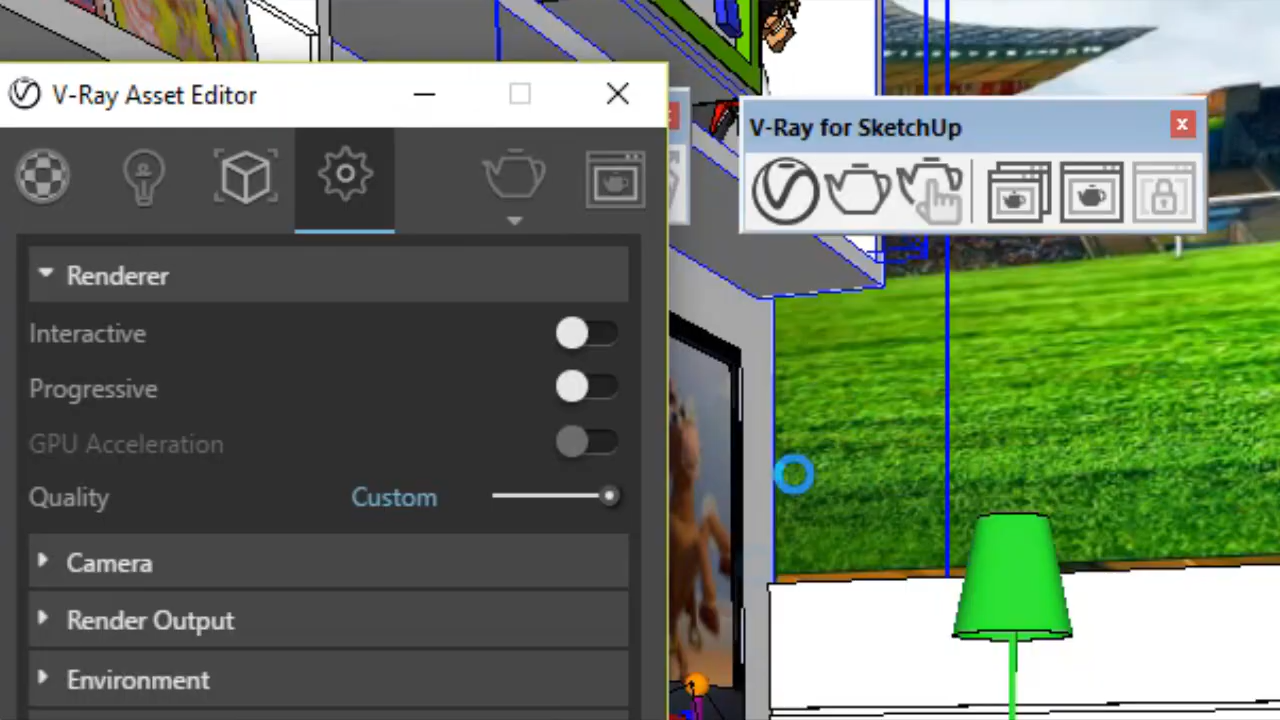 V-Ray Asset Editor
V-Ray for SketchUp
Renderer
Interactive
Progressive
GPU Acceleration
Quality Custom
Camera
Render Output
Environment